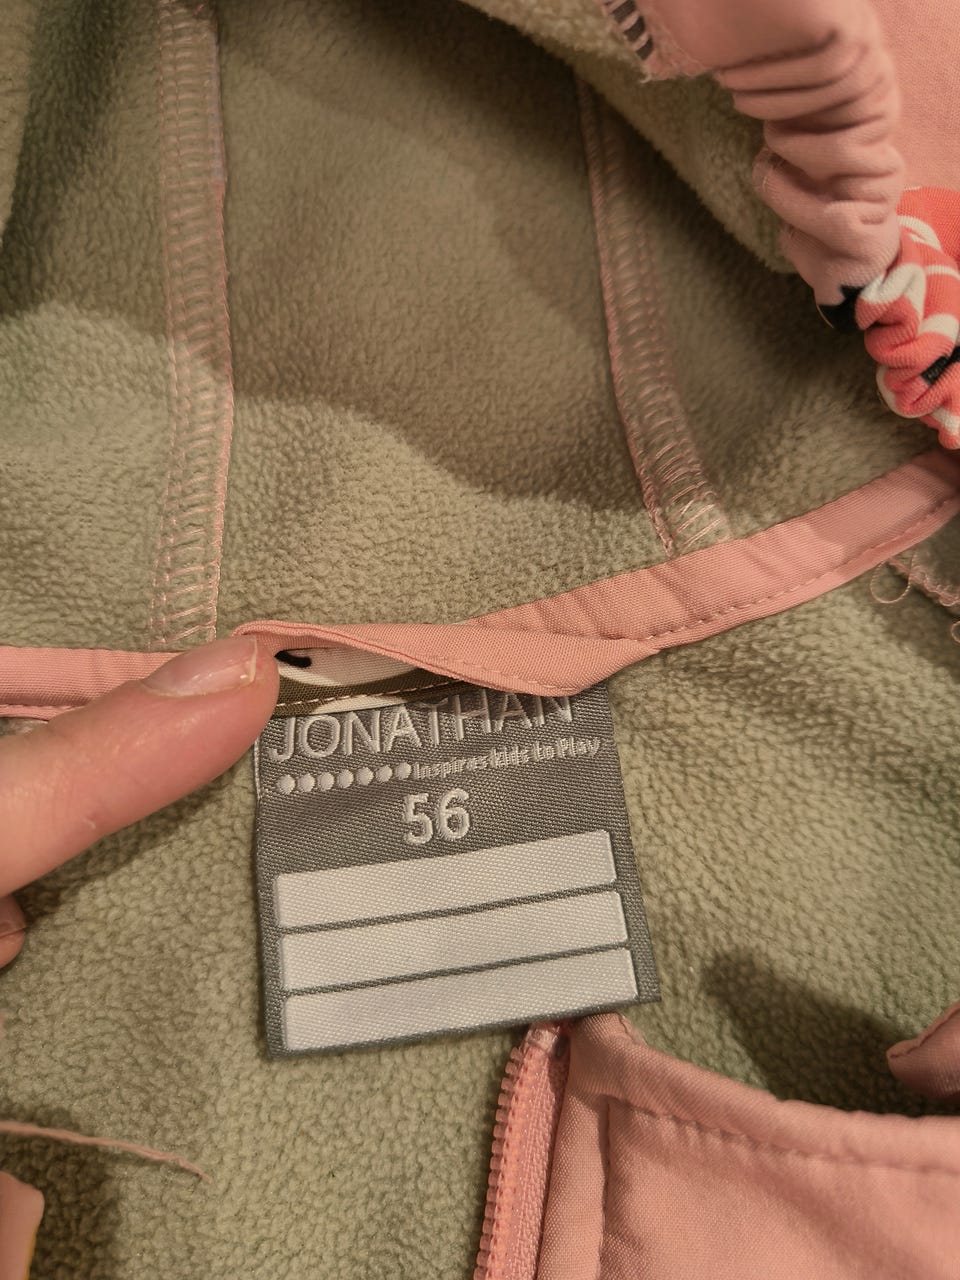 JONATHAN
Inspires kids to Play
56